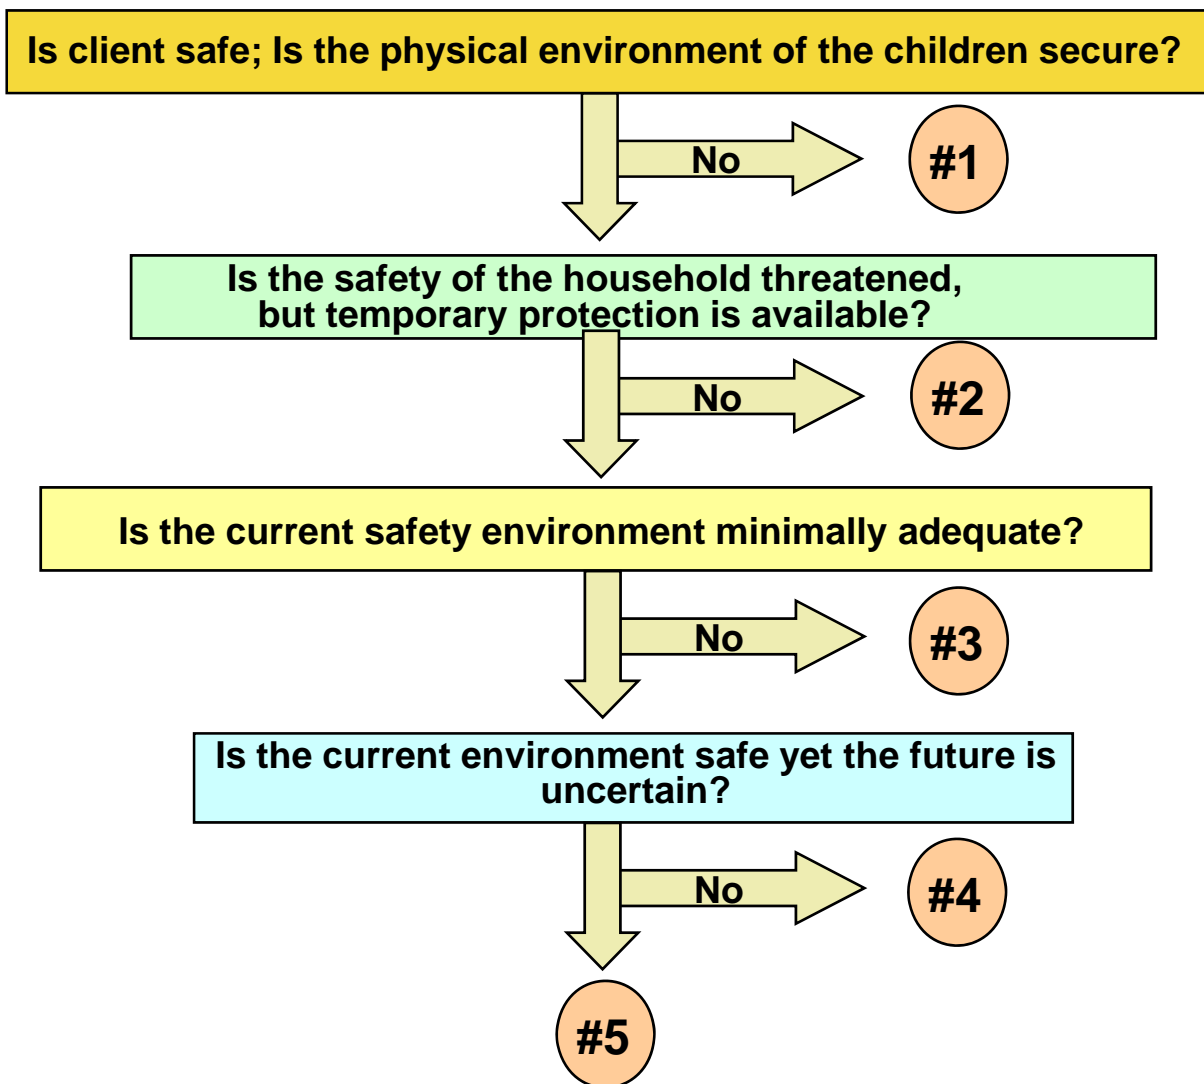 Is client safe; Is the physical environment of the children secure?
No
#1
Is the safety of the household threatened,
but temporary protection is available?
No
#2
Is the current safety environment minimally adequate?
No
#3
Is the current environment safe yet the future is
uncertain?
No
#4
#5